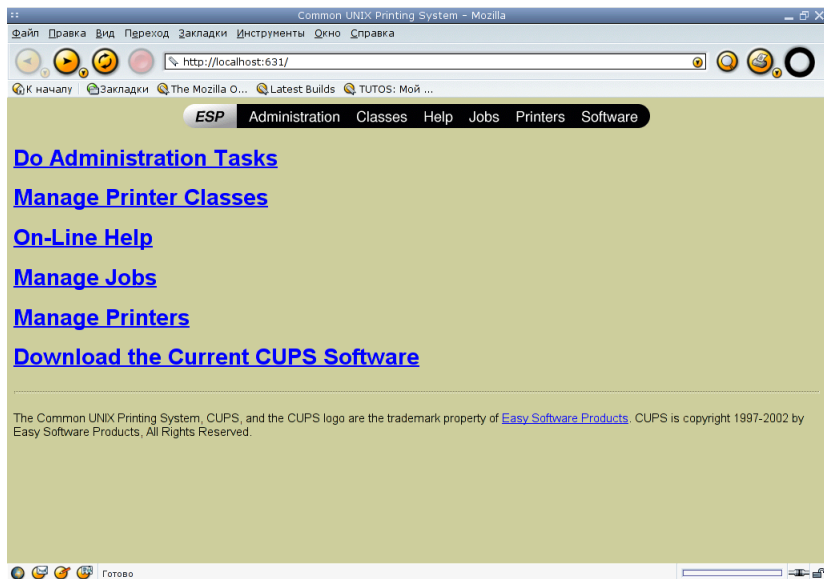 Common UNIX Printing System - Mozilla
Файл Правка Вид Переход Закладки Инструменты Окно Справка
http://localhost:631/
К началу Закладки The Mozilla O... Latest Builds TUTOS: Мой ...
ESP Administration Classes Help Jobs Printers Software
Do Administration Tasks
Manage Printer Classes
On-Line Help
Manage Jobs
Manage Printers
Download the Current CUPS Software
The Common UNIX Printing System, CUPS, and the CUPS logo are the trademark property of Easy Software Products. CUPS is copyright 1997-2002 by
Easy Software Products, All Rights Reserved.
Готово